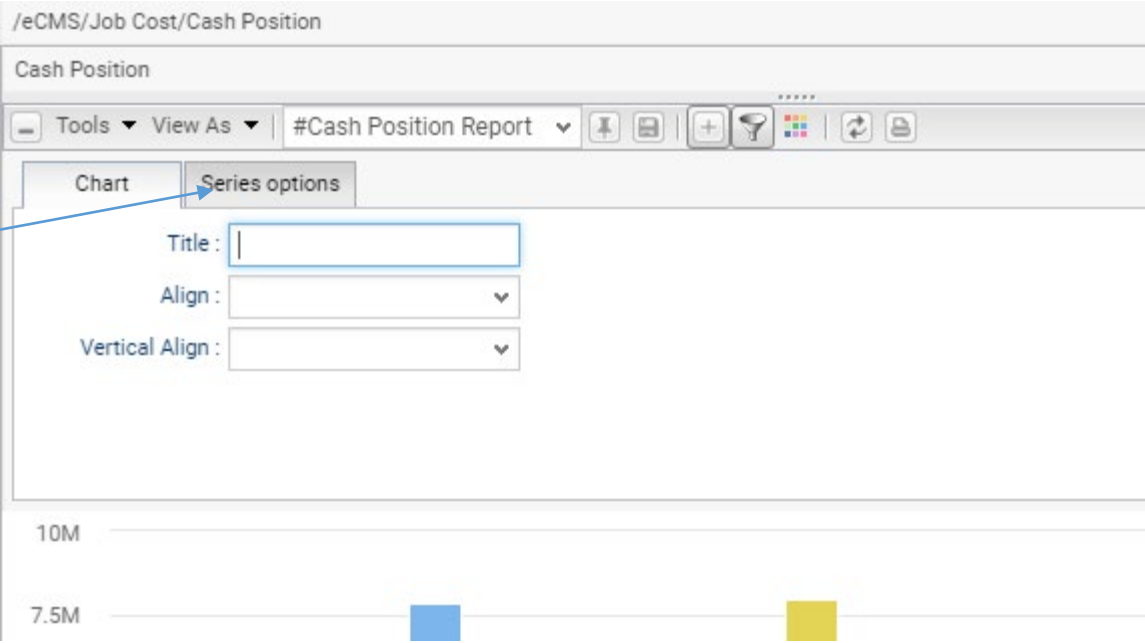 /eCMS/Job Cost/Cash Position
Cash Position
Tools View As #Cash Position Report
Chart Series options
Title :
Align :
Vertical Align :
10M
7.5M